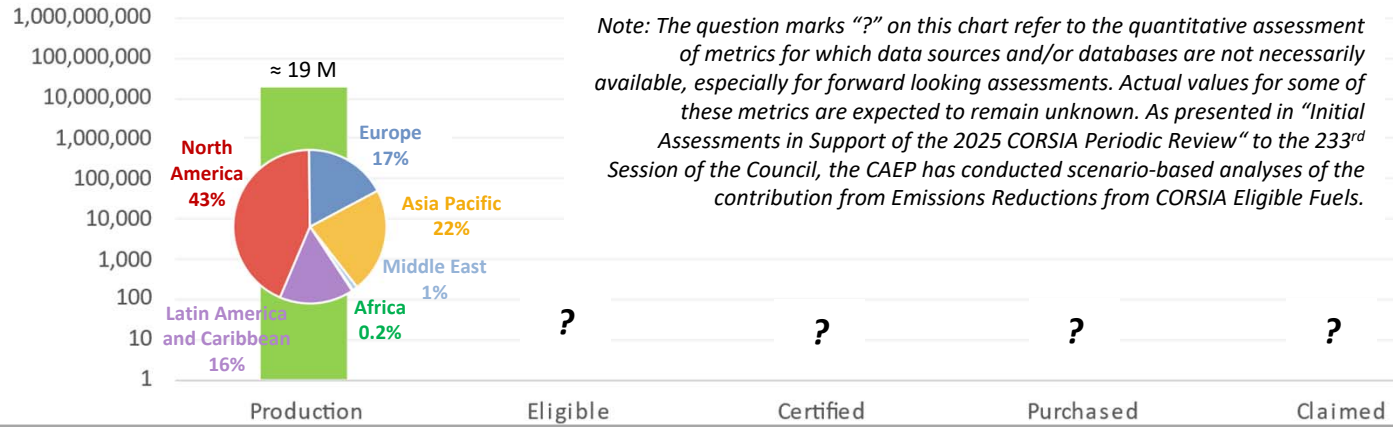 1,000,000,000
100,000,000
10,000,000
1,000,000
100,000
10,000
1,000
100
10
1
≈ 19 M
North
America
43%
Europe
17%
Asia Pacific
22%
Middle East
1%
Africa
0.2%
Latin America
and Caribbean
16%
Note: The question marks “?” on this chart refer to the quantitative assessment
of metrics for which data sources and/or databases are not necessarily
available, especially for forward looking assessments. Actual values for some of
these metrics are expected to remain unknown. As presented in “Initial
Assessments in Support of the 2025 CORSIA Periodic Review“ to the 233rd
Session of the Council, the CAEP has conducted scenario-based analyses of the
contribution from Emissions Reductions from CORSIA Eligible Fuels.
?
?
?
?
Production
Eligible
Certified
Purchased
Claimed